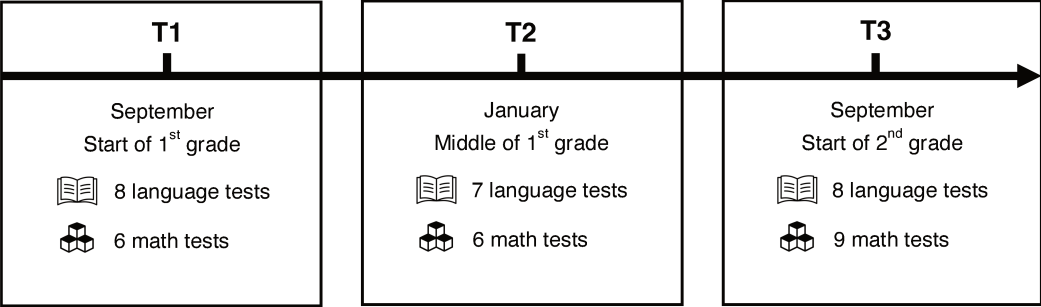 T1
September
Start of 1st grade
8 language tests
6 math tests
T2
January
Middle of 1st grade
7 language tests
6 math tests
T3
September
Start of 2nd grade
8 language tests
9 math tests